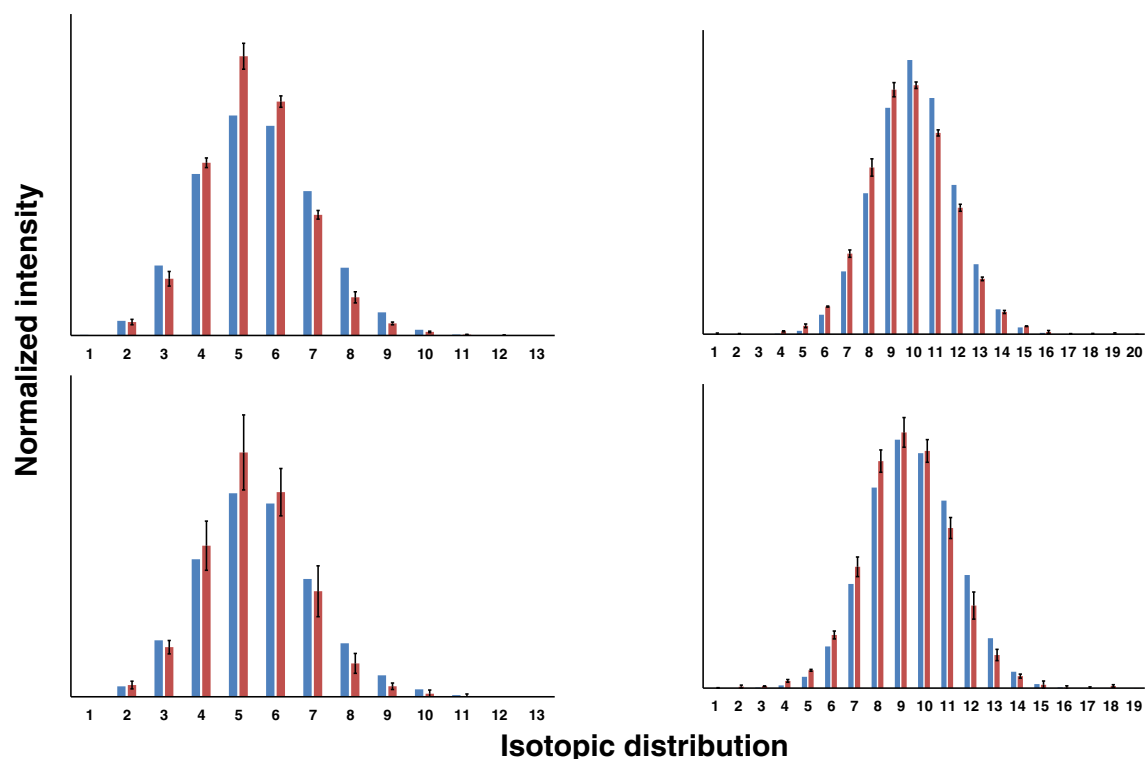 Normalized intensity
1 2 3 4 5 6 7 8 9 10 11 12 13
1 2 3 4 5 6 7 8 9 10 11 12 13 14 15 16 17 18 19 20
1 2 3 4 5 6 7 8 9 10 11 12 13
1 2 3 4 5 6 7 8 9 10 11 12 13 14 15 16 17 18 19
Isotopic distribution